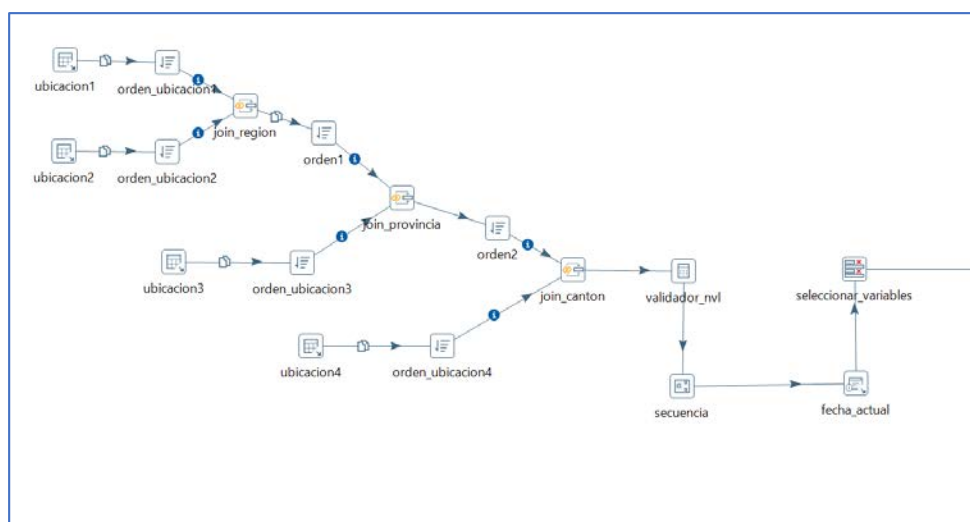 ubicacion1
orden_ubicacion1
join_region
ubicacion2
orden_ubicacion2
orden1
join_provincia
ubicacion3
orden_ubicacion3
orden2
join_canton
validador_nvl
seleccionar_variables
ubicacion4
orden_ubicacion4
secuencia
fecha_actual